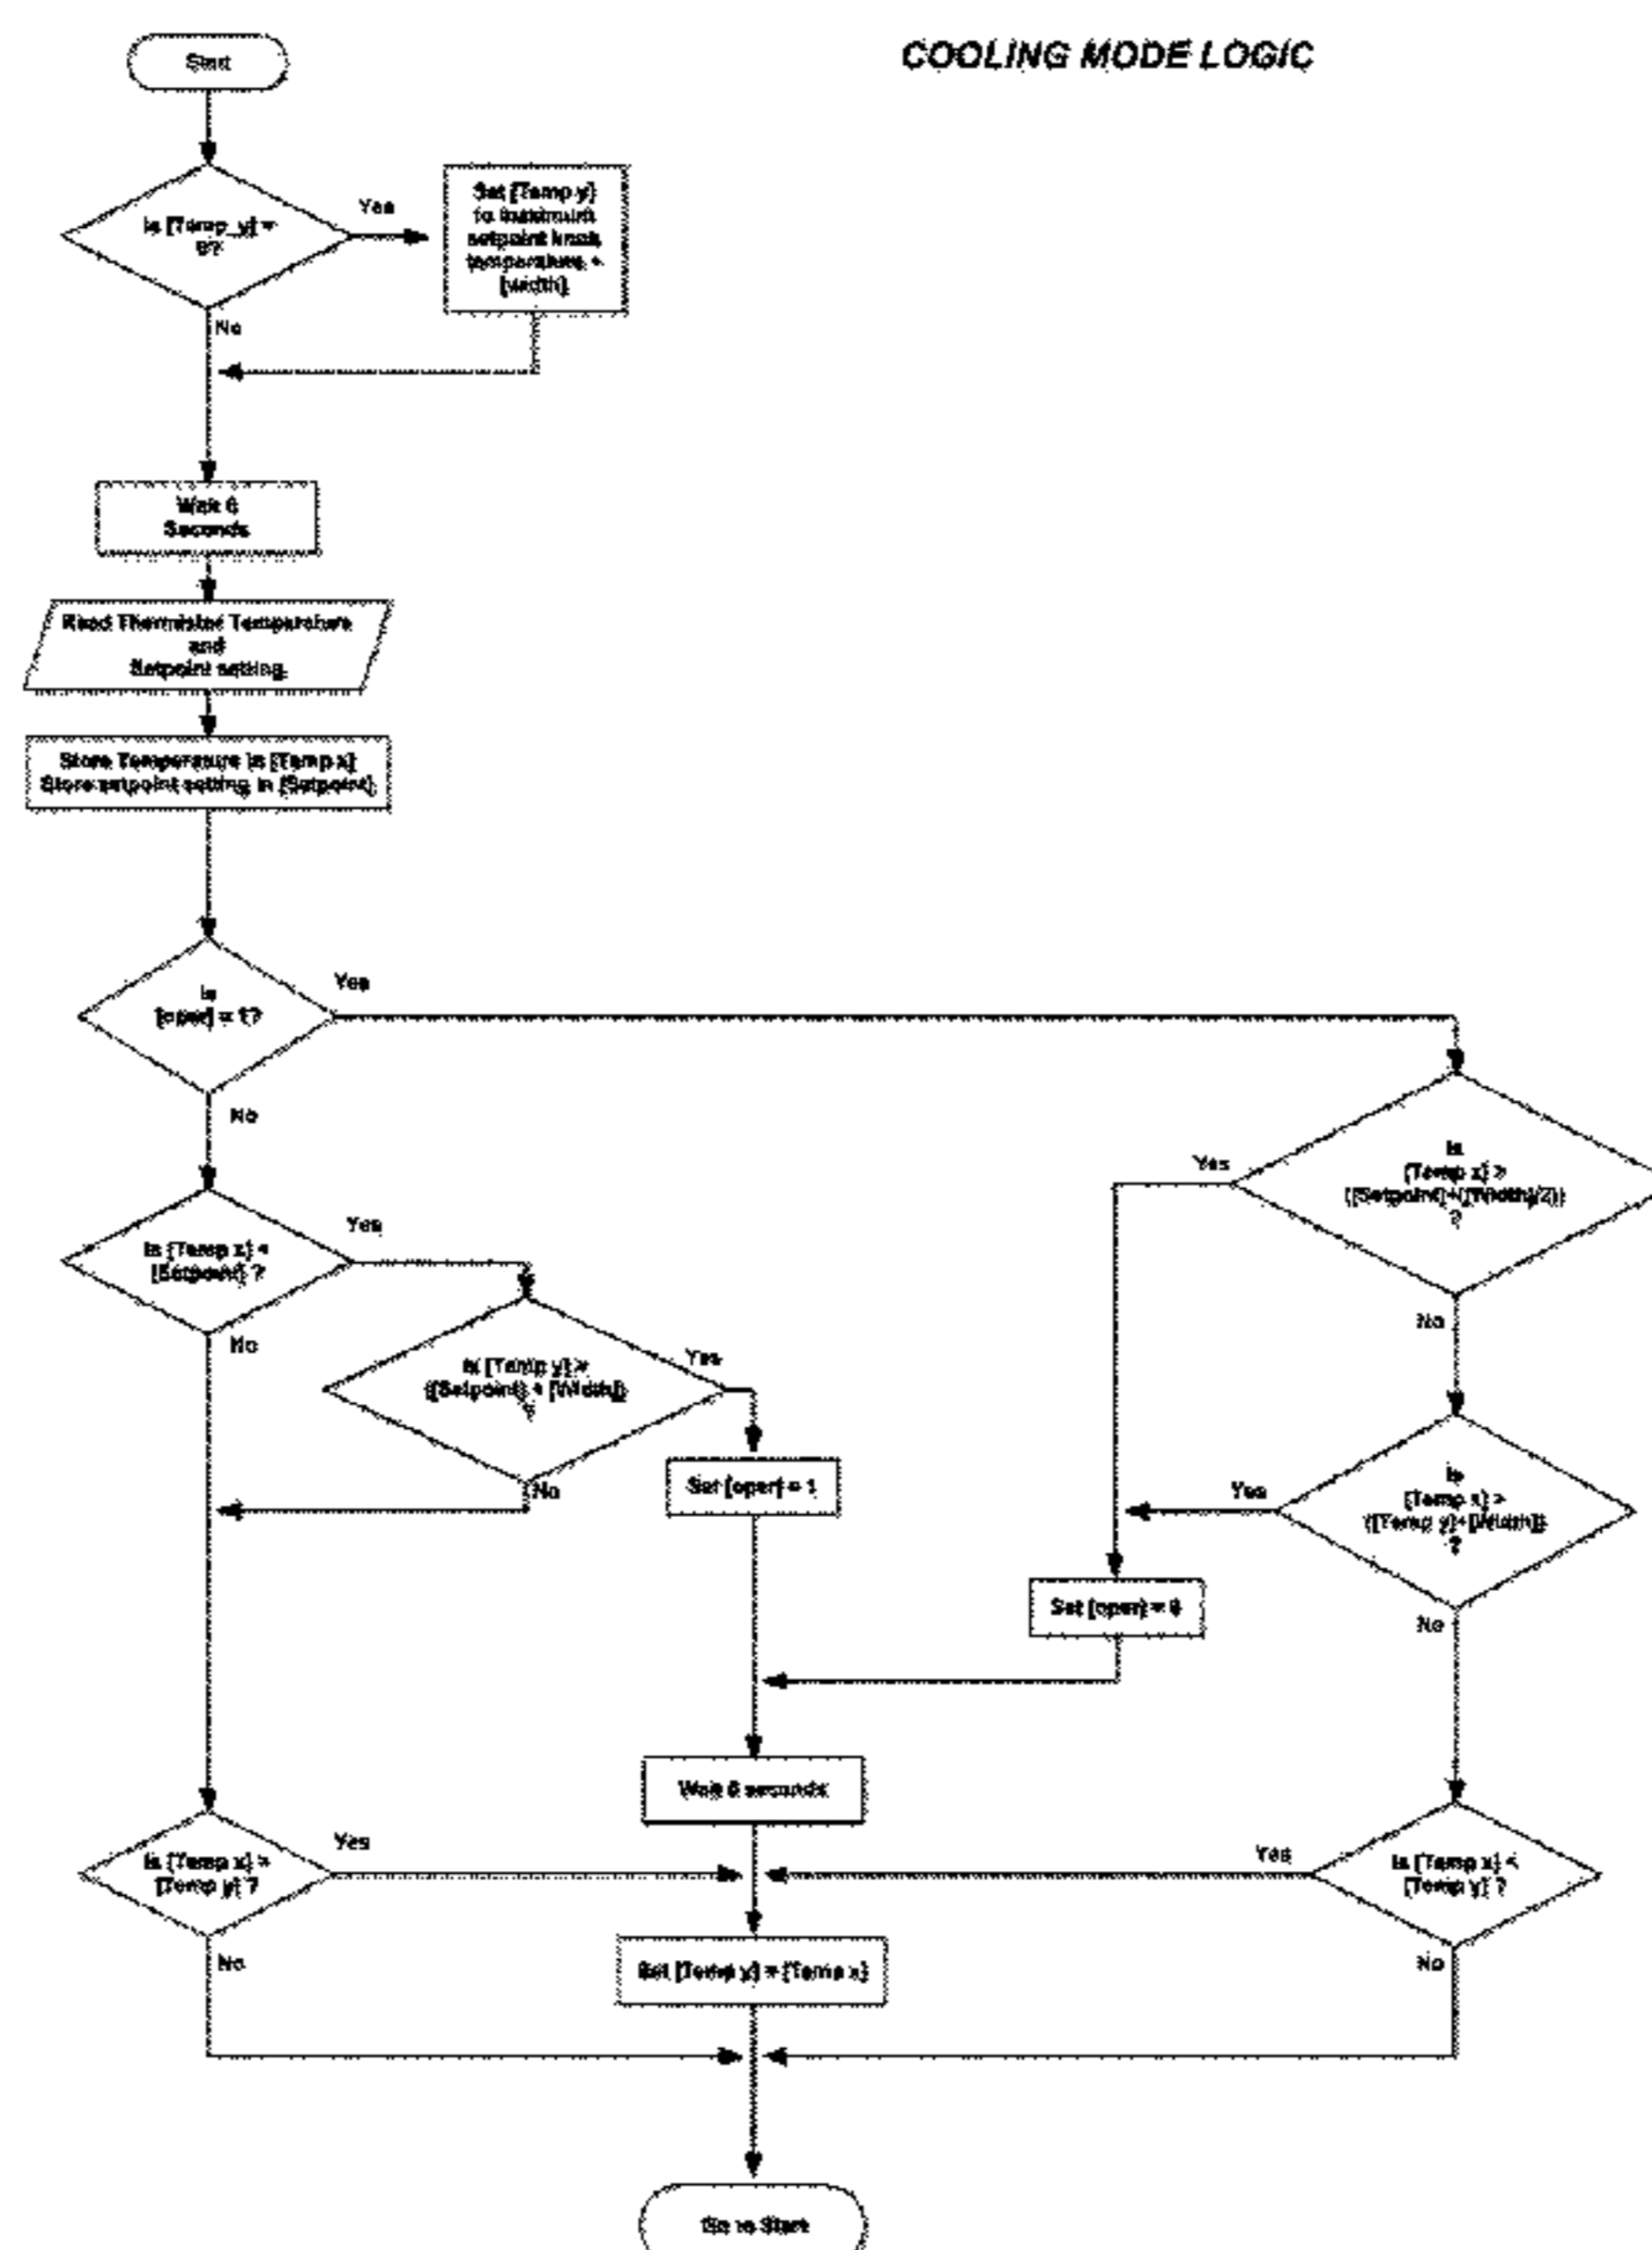 COOLING MODE LOGIC
Start
Is [Temp_y] =
0?
Yes
Set [Temp y]
to maximum
setpoint knob
temperature +
[width]
No
Wait 6
Seconds
Read Thermistor Temperature
and
Setpoint setting
Store Temperature in [Temp x]
Store setpoint setting in [Setpoint]
Is
[oper] = 1?
Yes
No
Is
[Temp x] >
([Setpoint]+([Width]/2))
?
Yes
No
Is [Temp x] <
[Setpoint] ?
Yes
No
Is [Temp y] >
([Setpoint] + [Width])
?
Yes
No
Set [oper] = 1
Is
[Temp x] >
([Temp y]+[Width])
?
Yes
No
Set [oper] = 0
Wait 6 seconds
Is [Temp x] >
[Temp y] ?
Yes
No
Is [Temp x] <
[Temp y] ?
Yes
No
Set [Temp y] = [Temp x]
Go to Start